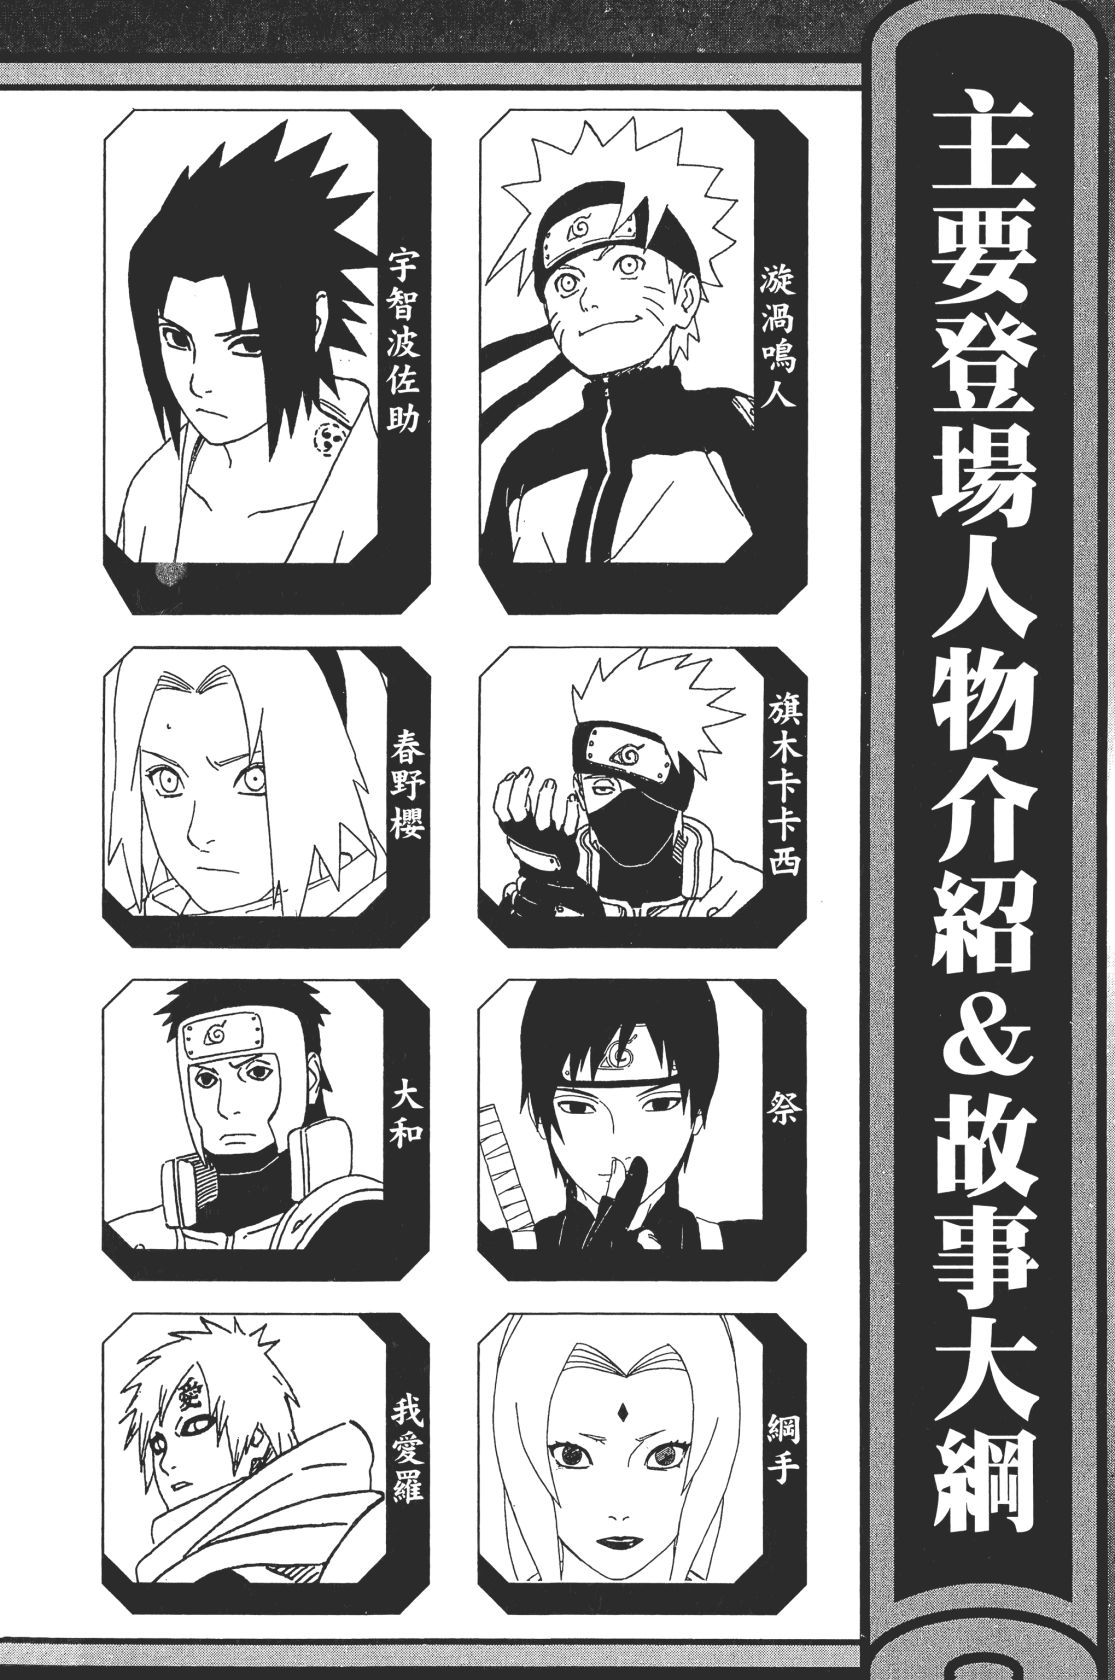 主要登場人物介紹&故事大綱
漩渦鳴人
宇智波佐助
旗木卡卡西
春野櫻
祭
大和
綱手
愛
我愛羅